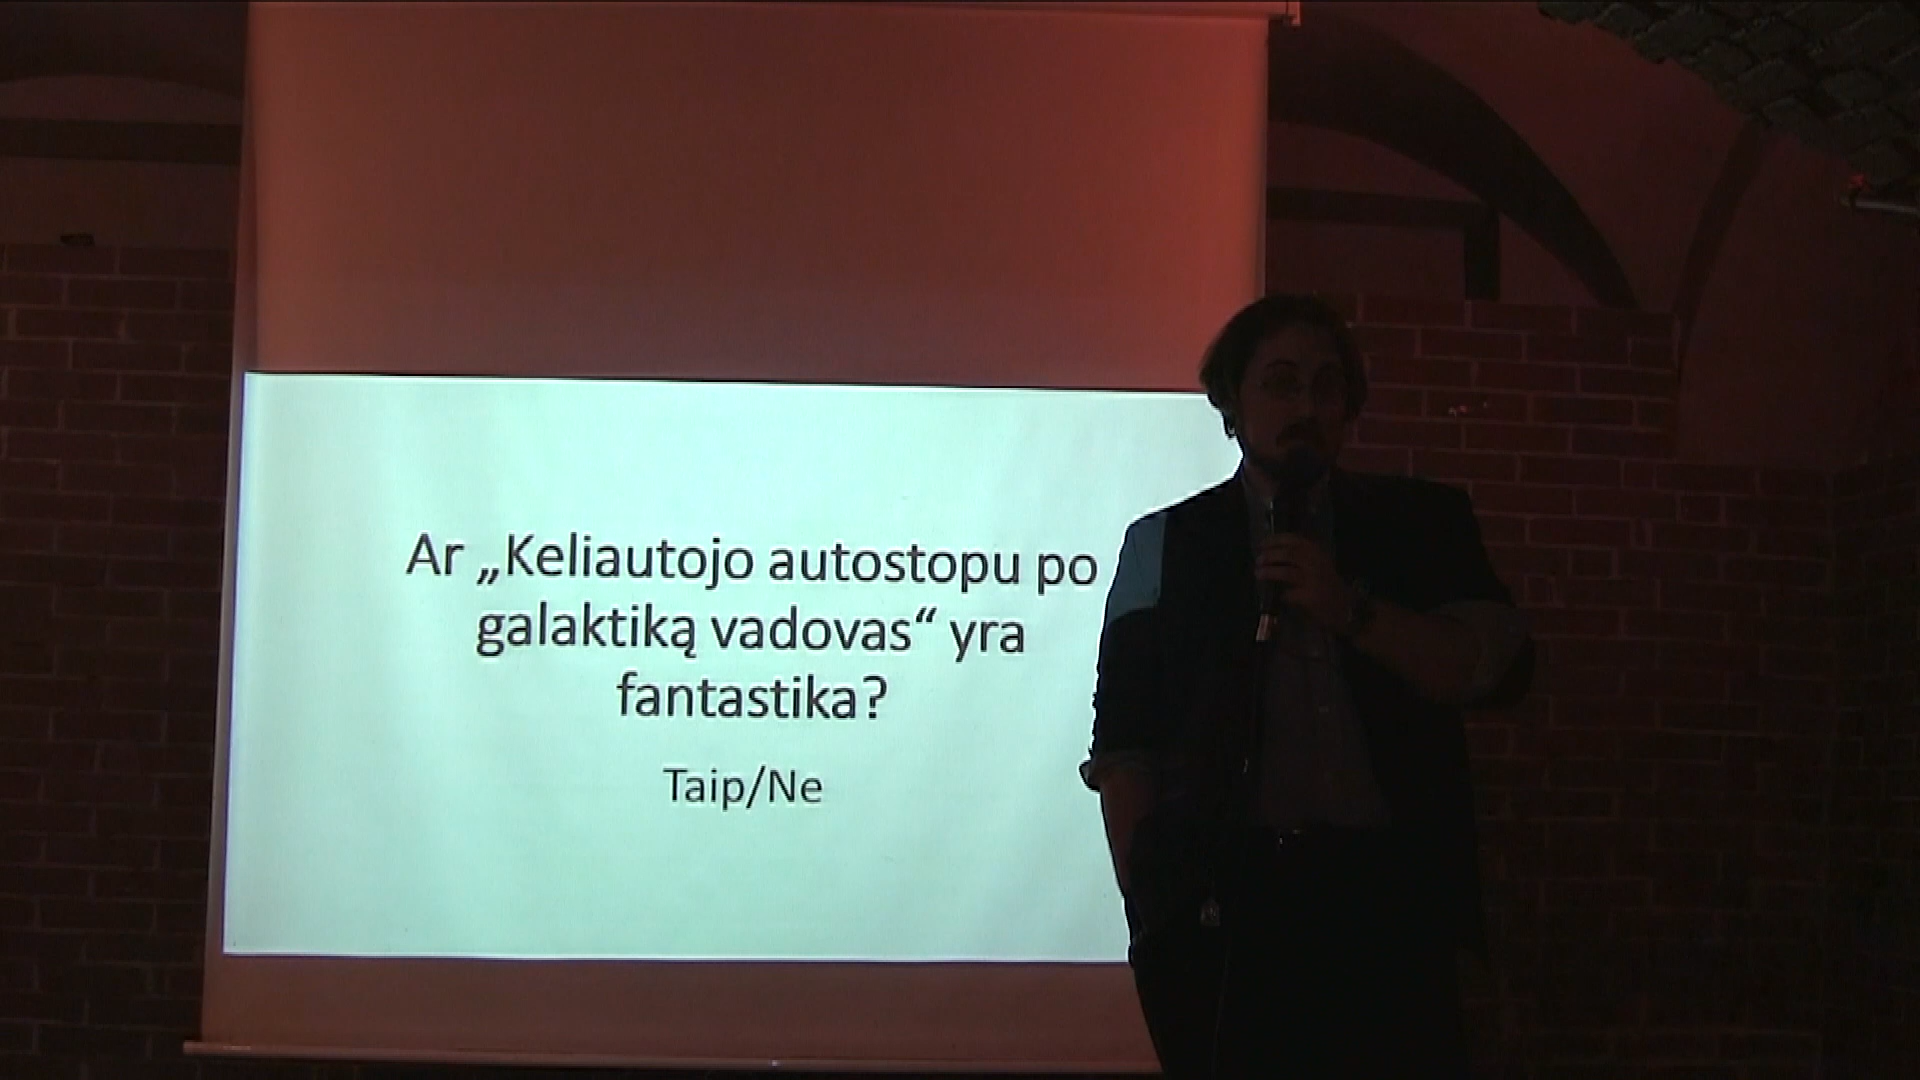 Ar „Keliautojo autostopu po
galaktiką vadovas“ yra
fantastika?
Taip/Ne